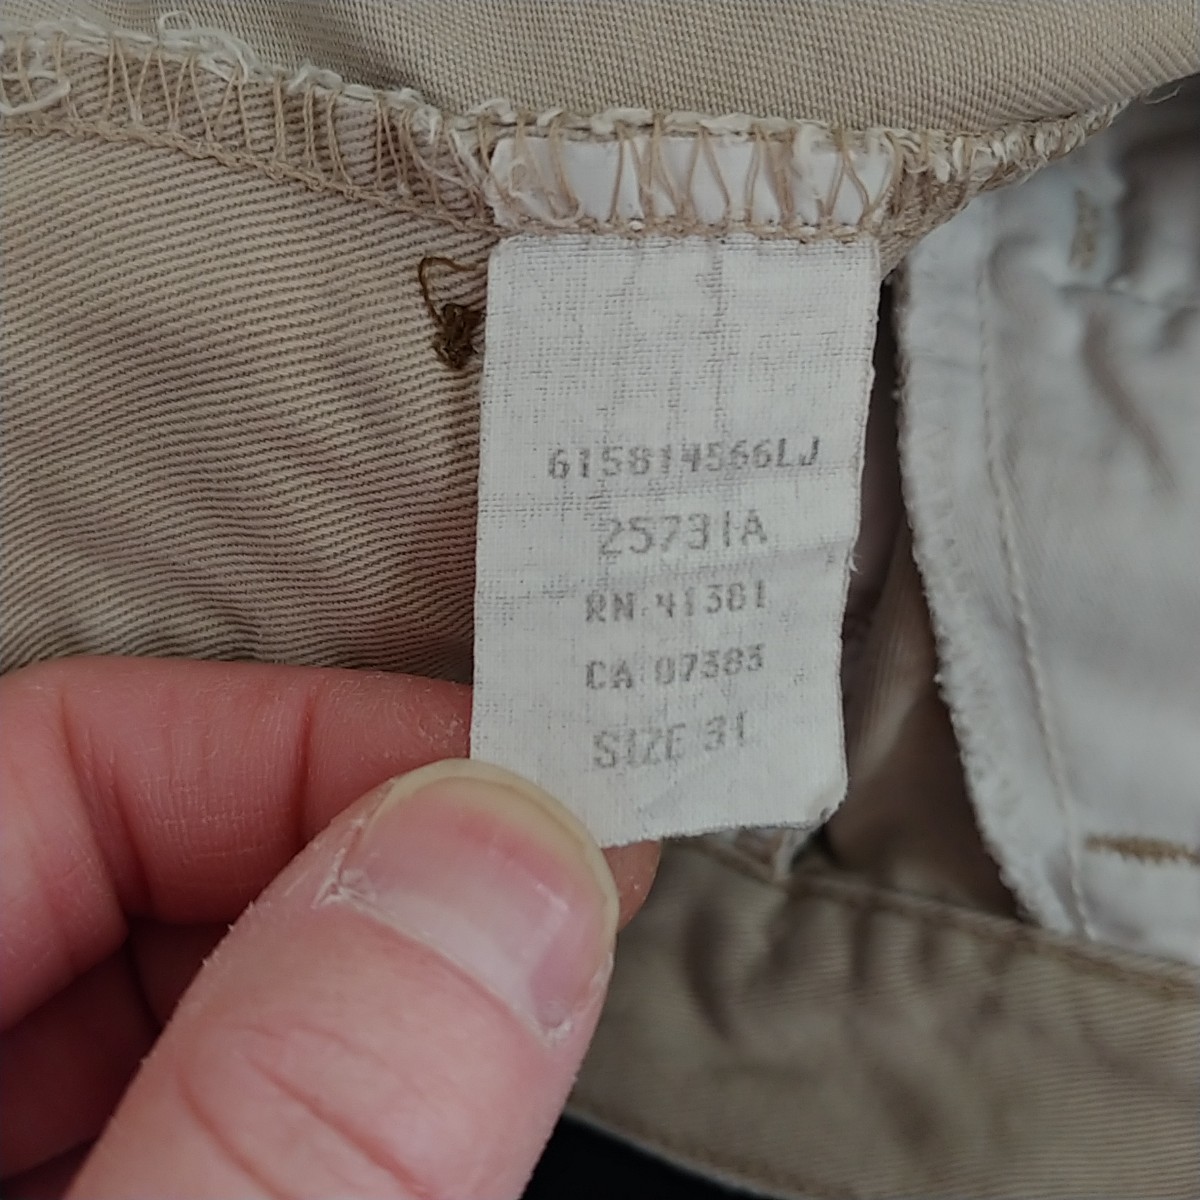 615814566LJ
25731A
RN 41381
CA 07383
SIZE 31